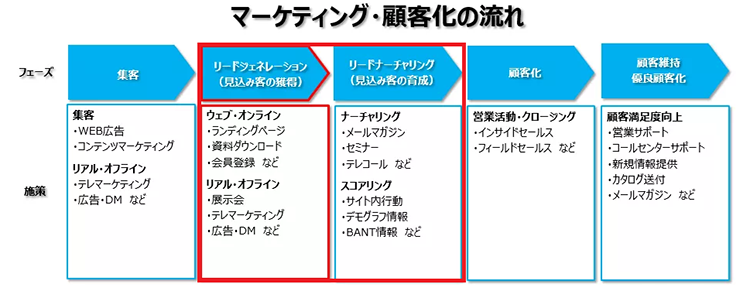 マーケティング・顧客化の流れ
フェーズ
集客
リードジェネレーション
（見込み客の獲得）
リードナーチャリング
（見込み客の育成）
顧客化
顧客維持
優良顧客化
施策
集客
・WEB広告
・コンテンツマーケティング
リアル・オフライン
・テレマーケティング
・広告・DM など
ウェブ・オンライン
・ランディングページ
・資料ダウンロード
・会員登録 など
リアル・オフライン
・展示会
・テレマーケティング
・広告・DM など
ナーチャリング
・メールマガジン
・セミナー
・テレコール など
スコアリング
・サイト内行動
・デモグラフ情報
・BANT情報 など
営業活動・クロージング
・インサイドセールス
・フィールドセールス など
顧客満足度向上
・営業サポート
・コールセンターサポート
・新規情報提供
・カタログ送付
・メールマガジン など